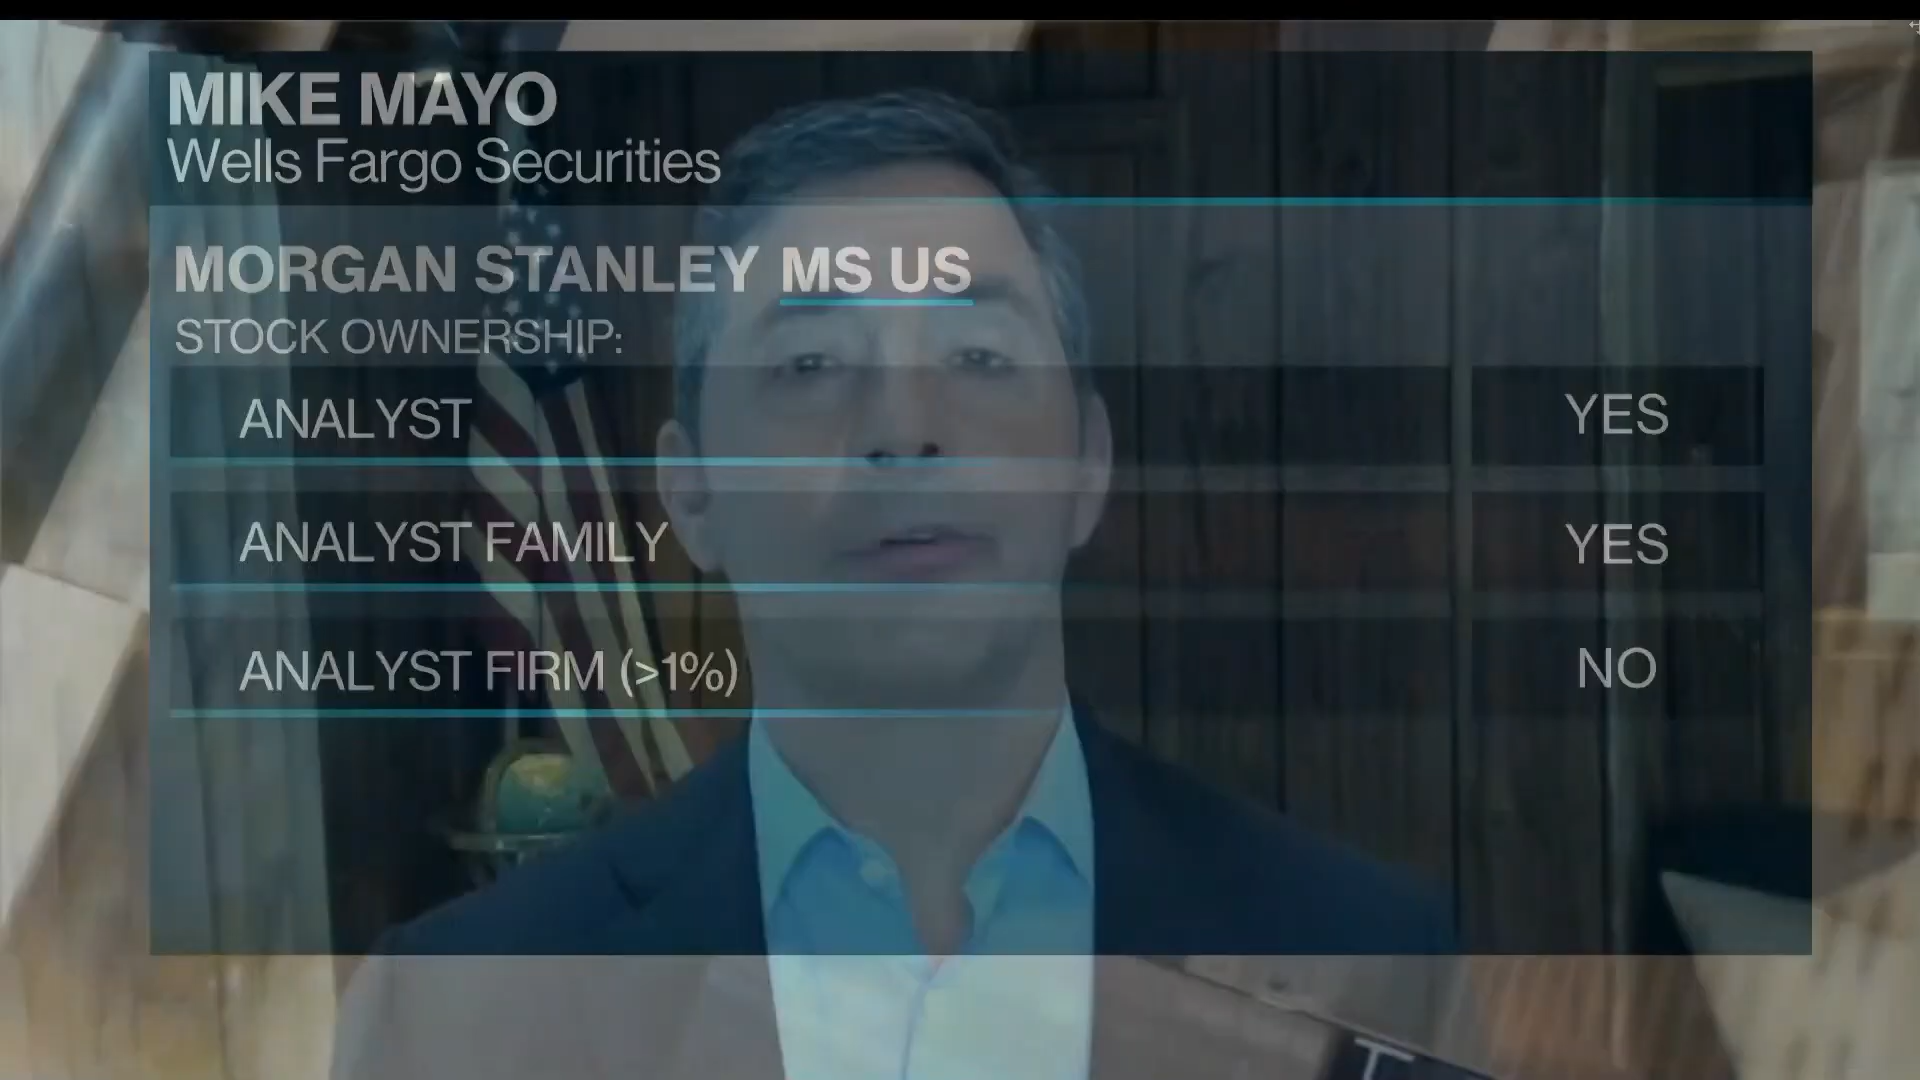 MIKE MAYO
Wells Fargo Securities
MORGAN STANLEY MS US
STOCK OWNERSHIP:
ANALYST YES
ANALYST FAMILY YES
ANALYST FIRM (>1%) NO
T